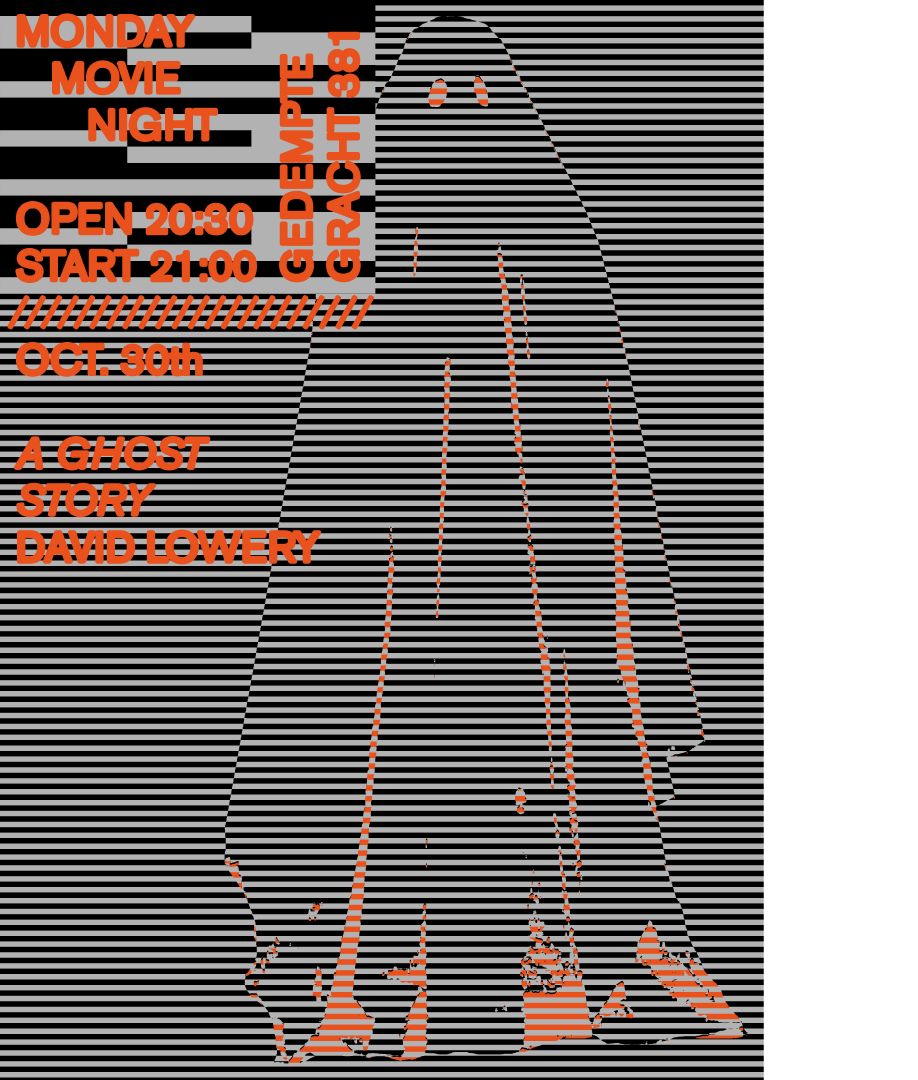 MONDAY
MOVIE
NIGHT
OPEN 20:30
START 21:00
GEDEMPTE
GRACHT 381
OCT. 30th
A GHOST
STORY
DAVID LOWERY